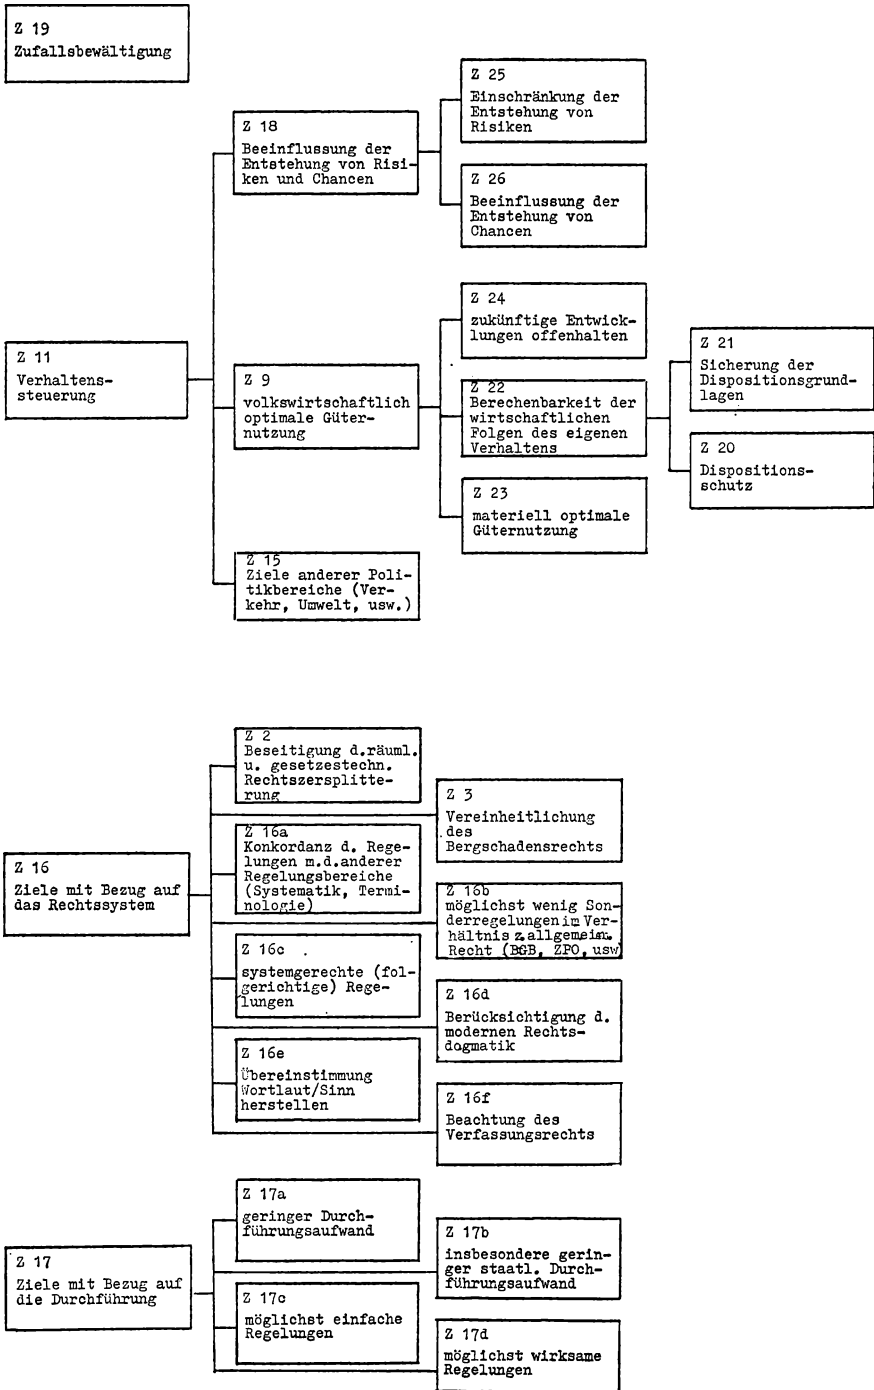 Z 19
Zufallsbewältigung
Z 25
Einschränkung der
Entstehung von
Risiken
Z 18
Beeinflussung der
Entstehung von Risi-
ken und Chancen
Z 26
Beeinflussung der
Entstehung von
Chancen
Z 24
zukünftige Entwick-
lungen offenhalten
Z 11
Verhaltens-
steuerung
Z 9
volkswirtschaftlich
optimale Güter-
nutzung
Z 22
Berechenbarkeit der
wirtschaftlichen
Folgen des eigenen
Verhaltens
Z 21
Sicherung der
Dispositionsgrund-
lagen
Z 20
Dispositions-
schutz
Z 23
materiell optimale
Güternutzung
Z 15
Ziele anderer Poli-
tikbereiche (Ver-
kehr, Umwelt, usw.)
Z 2
Beseitigung d.räuml.
u. gesetzestechn.
Rechtszersplitte-
rung
Z 3
Vereinheitlichung
des
Bergschadensrechts
Z 16a
Konkordanz d. Rege-
lungen m.d.anderer
Regelungsbereiche
(Systematik, Termi-
nologie)
Z 16
Ziele mit Bezug auf
das Rechtssystem
Z 16b
möglichst wenig Son-
derregelungen im Ver-
hältnis z.allgemein.
Recht (BGB, ZPO, usw)
Z 16c
systemgerechte (fol-
gerichtige) Rege-
lungen
Z 16d
Berücksichtigung d.
modernen Rechts-
dogmatik
Z 16e
Übereinstimmung
Wortlaut/Sinn
herstellen
Z 16f
Beachtung des
Verfassungsrechts
Z 17a
geringer Durch-
führungsaufwand
Z 17b
insbesondere gerin-
ger staatl. Durch-
führungsaufwand
Z 17
Ziele mit Bezug auf
die Durchführung
Z 17c
möglichst einfache
Regelungen
Z 17d
möglichst wirksame
Regelungen